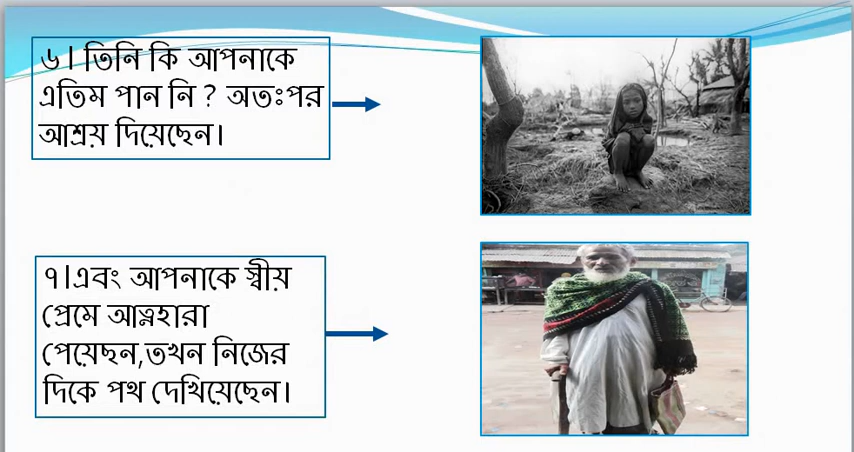 ৬। তিনি কি আপনাকে
এতিম পান নি ? অতঃপর
আশ্রয় দিয়েছেন।
৭।এবং আপনাকে স্বীয়
প্রেমে আত্নহারা
পেয়েছন,তখন নিজের
দিকে পথ দেখিয়েছেন।